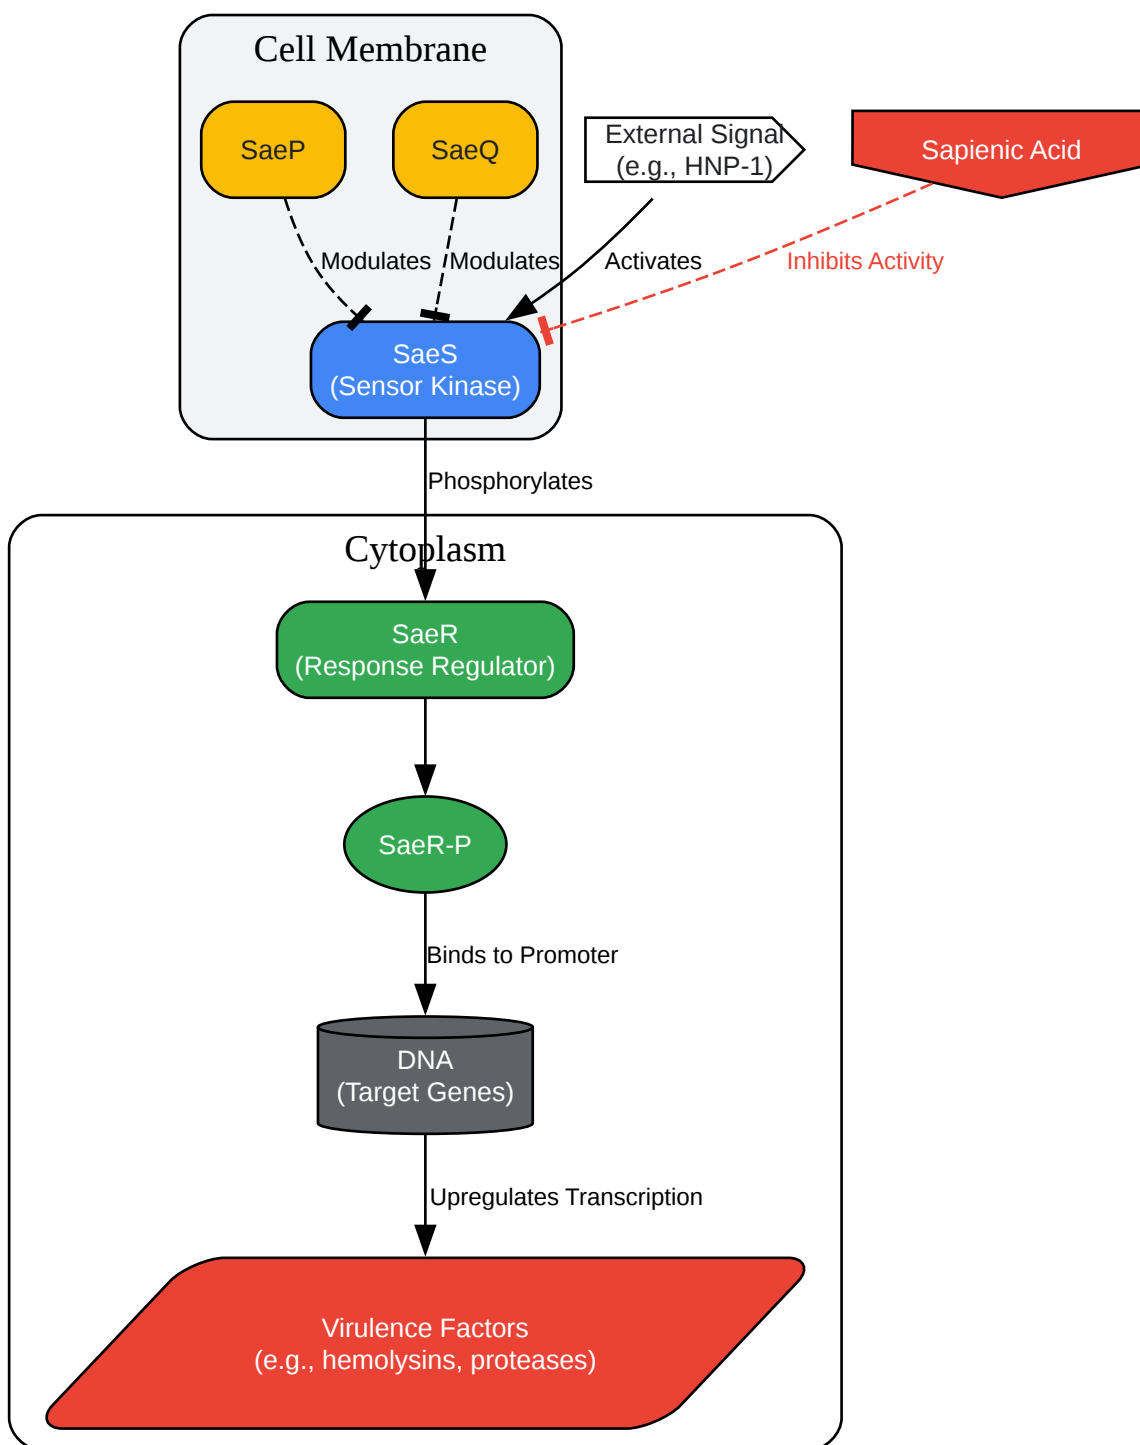 Cell Membrane
SaeP
SaeQ
External Signal
(e.g., HNP-1)
Sapienic Acid
Modulates
Modulates
Activates
Inhibits Activity
SaeS
(Sensor Kinase)
Phosphorylates
Cytoplasm
SaeR
(Response Regulator)
SaeR-P
Binds to Promoter
DNA
(Target Genes)
Upregulates Transcription
Virulence Factors
(e.g., hemolysins, proteases)